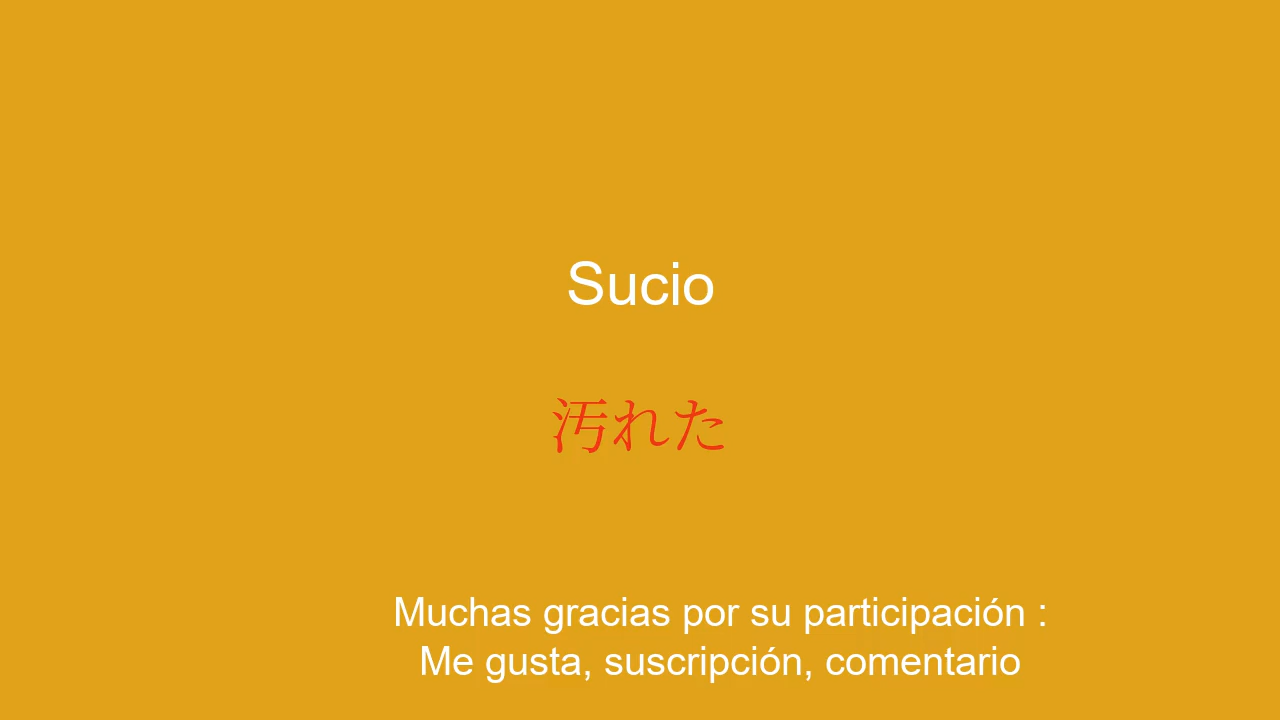 Sucio
汚れた
Muchas gracias por su participación :
Me gusta, suscripción, comentario